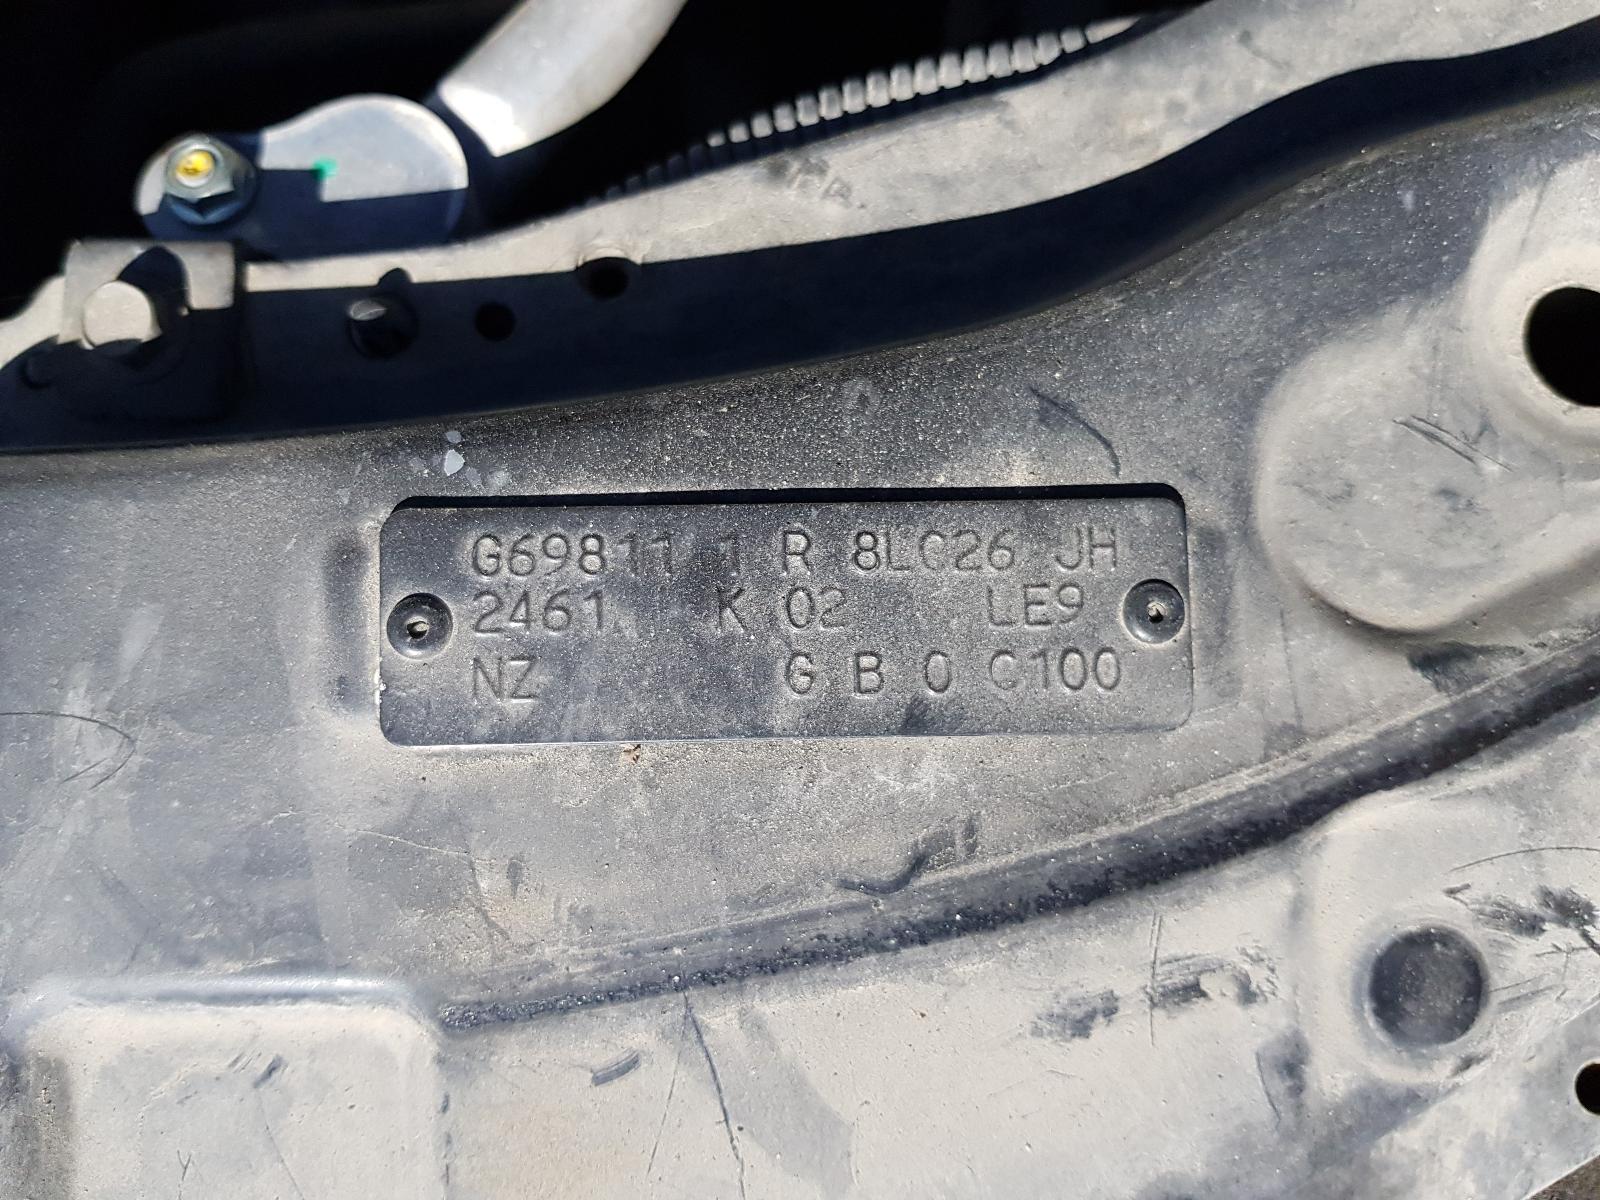 G69811 1 R 8LC26 JH
2461 K 02 LE9
NZ G B 0 C100